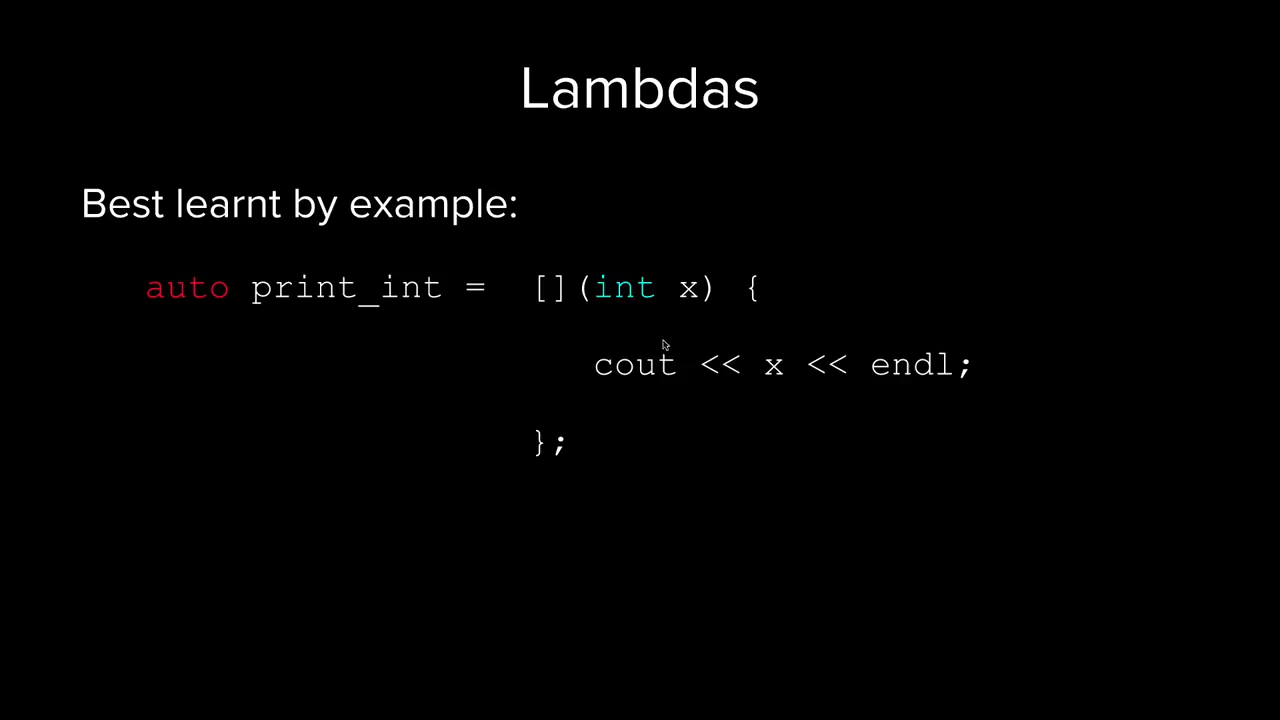 Lambdas
Best learnt by example:
auto print_int = [](int x) {
cout << x << endl;
};